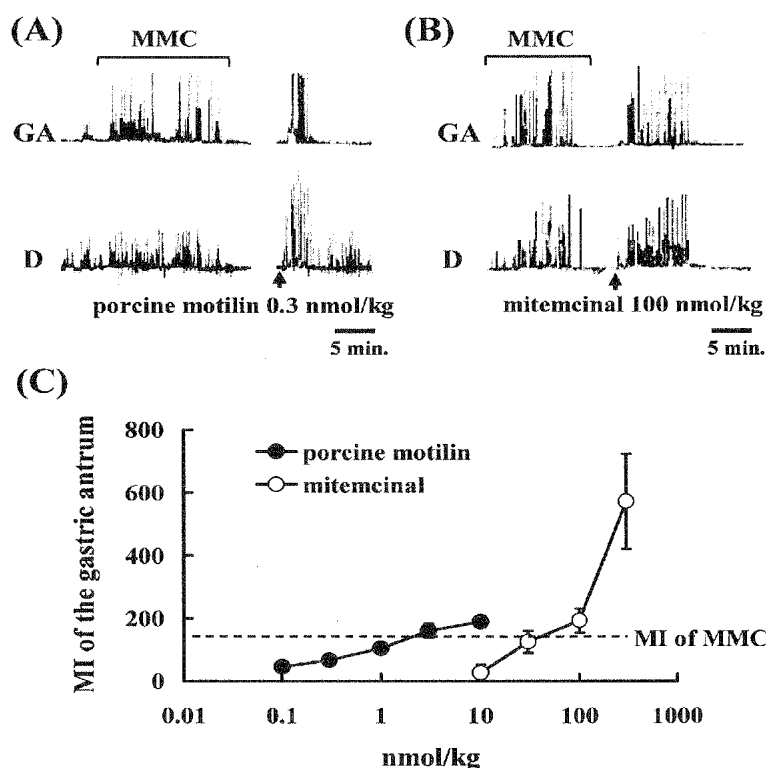 (A)
MMC
GA
D
porcine motilin 0.3 nmol/kg
5 min.
(B)
MMC
GA
D
mitemcinal 100 nmol/kg
5 min.
(C)
MI of the gastric antrum
800
600
400
200
0
porcine motilin
mitemcinal
MI of MMC
0.01 0.1 1 10 100 1000
nmol/kg